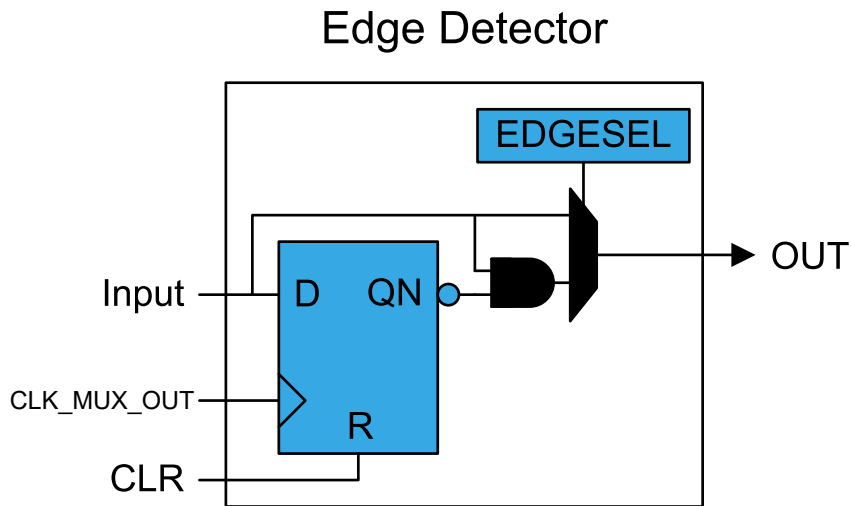 Edge Detector
EDGESEL
OUT
Input
D
QN
CLK_MUX_OUT
R
CLR